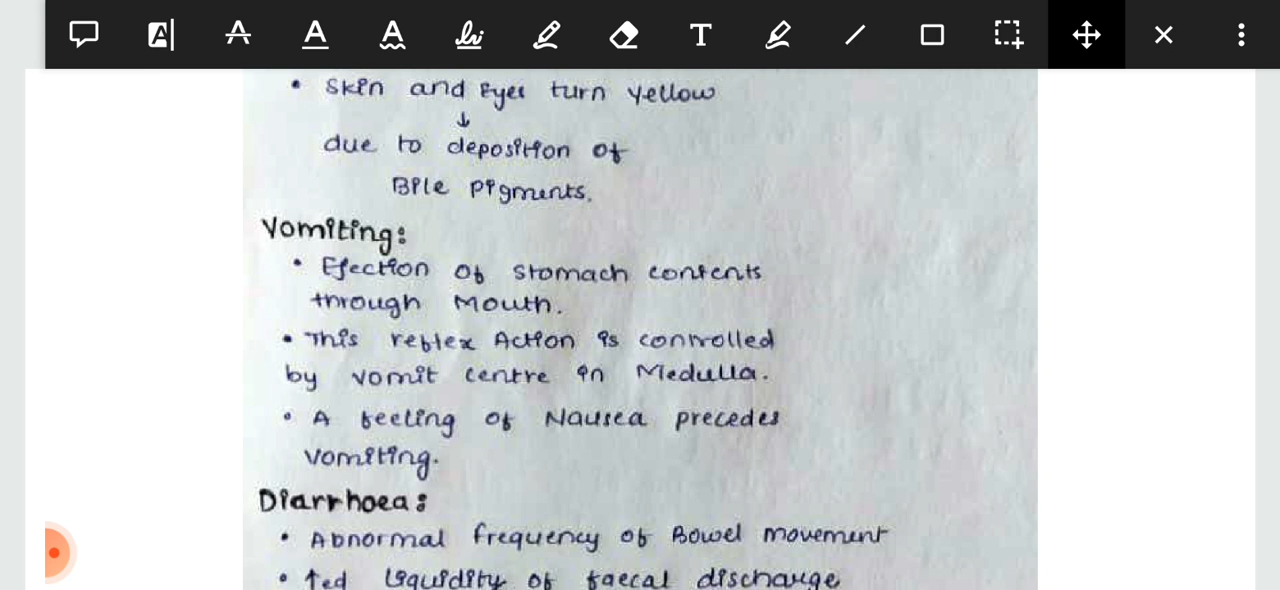 • Skin and Eyes turn yellow
↓
due to deposition of
Bile pigments.
Vomiting:
• Ejection of stomach contents
through Mouth.
• This reflex Action is controlled
by vomit centre in Medulla.
• A feeling of Nausea precedes
vomiting.
Diarrhoea:
• Abnormal frequency of Bowel movement
• ↑ed liquidity of faecal discharge